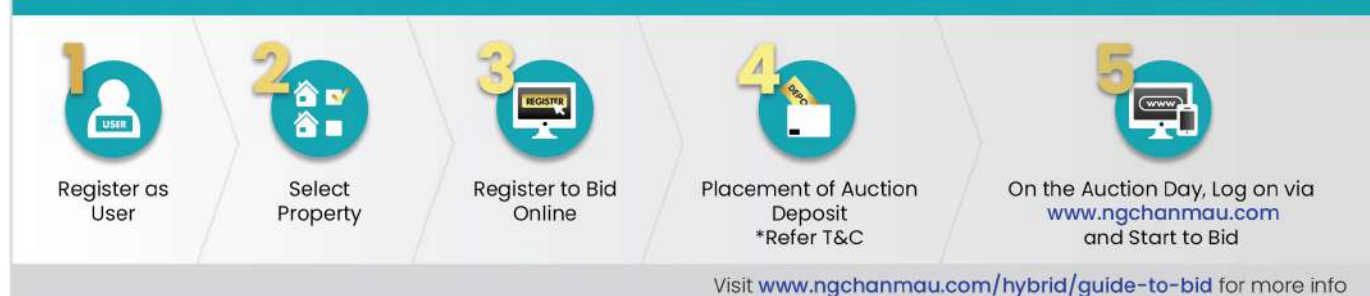 1
USER
Register as
User
2
Select
Property
3
REGISTER
Register to Bid
Online
4
DEPO
Placement of Auction
Deposit
*Refer T&C
5
www
On the Auction Day, Log on via
www.ngchanmau.com
and Start to Bid
Visit www.ngchanmau.com/hybrid/guide-to-bid for more info